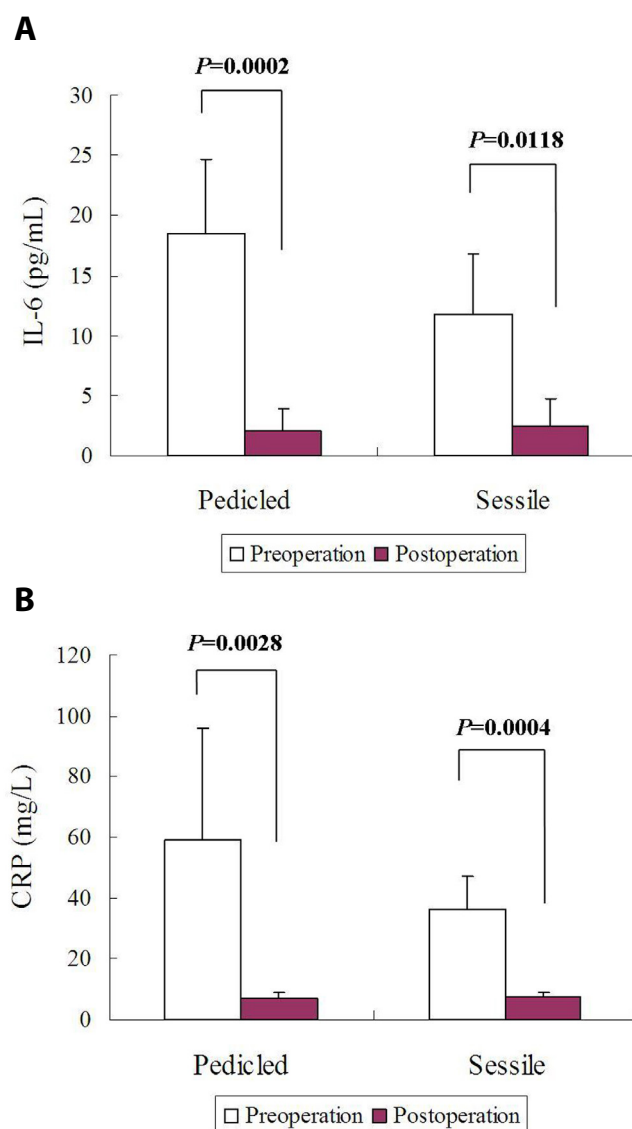 A
P=0.0002
P=0.0118
30
25
20
15
10
5
0
IL-6 (pg/mL)
Pedicled Sessile
Preoperation Postoperation
B
P=0.0028
P=0.0004
120
100
80
60
40
20
0
CRP (mg/L)
Pedicled Sessile
Preoperation Postoperation